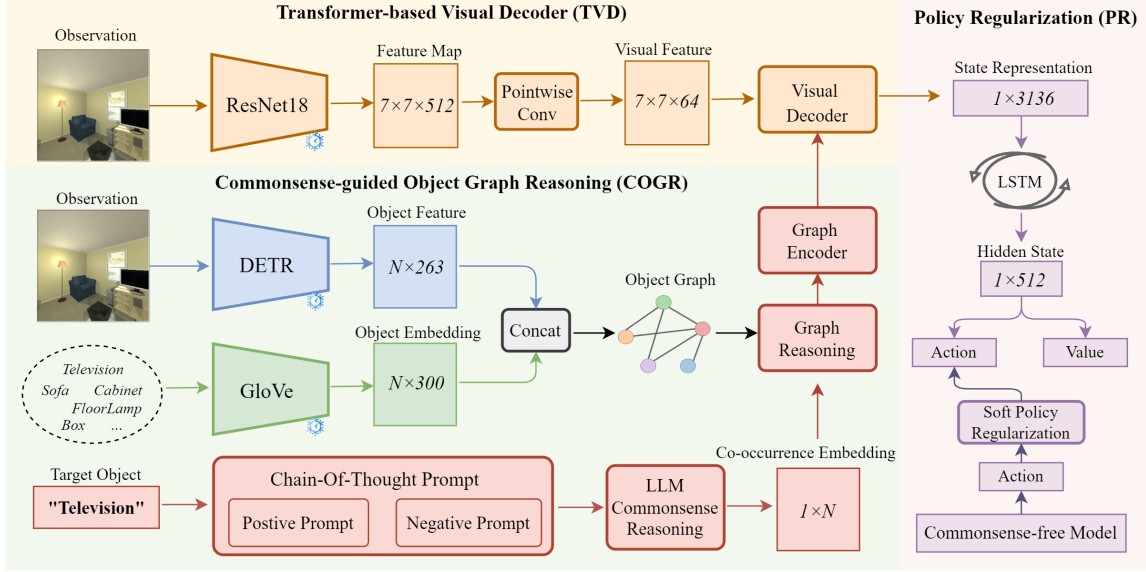 Transformer-based Visual Decoder (TVD)
Observation
ResNet18
Feature Map
7×7×512
Pointwise
Conv
Visual Feature
7×7×64
Visual
Decoder
Commonsense-guided Object Graph Reasoning (COGR)
Observation
DETR
Object Feature
N×263
Television
Sofa Cabinet
FloorLamp
Box ...
GloVe
Object Embedding
N×300
Concat
Object Graph
Graph
Encoder
Graph
Reasoning
Target Object
"Television"
Chain-Of-Thought Prompt
Postive Prompt
Negative Prompt
LLM
Commonsense
Reasoning
Co-occurrence Embedding
1×N
Policy Regularization (PR)
State Representation
1×3136
LSTM
Hidden State
1×512
Action
Value
Soft Policy
Regularization
Action
Commonsense-free Model